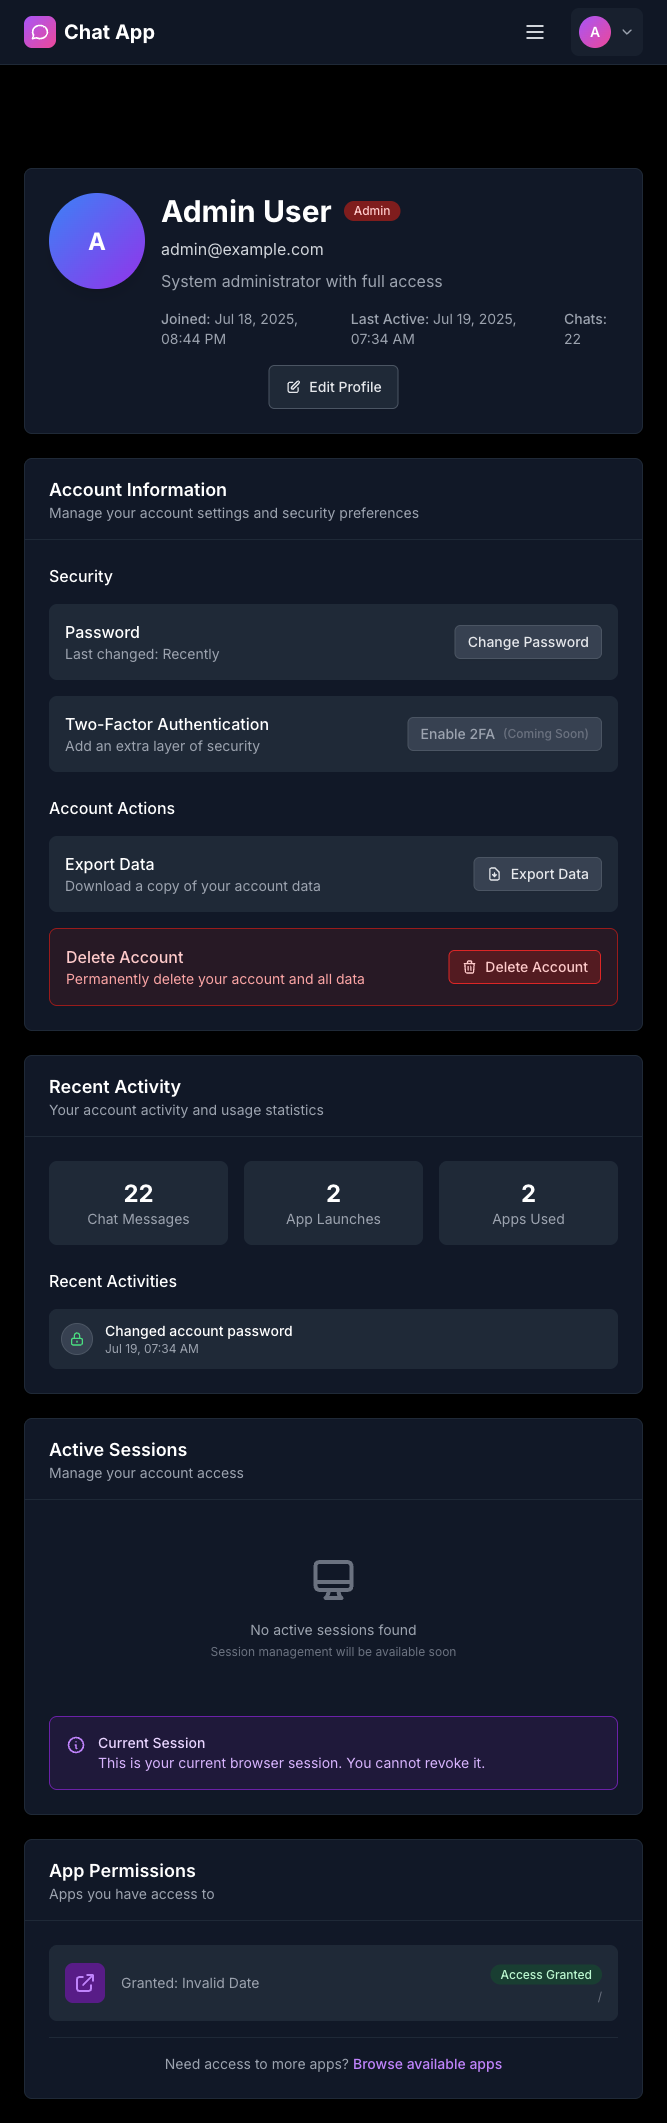 Chat App
A
A
Admin User Admin
admin@example.com
System administrator with full access
Joined: Jul 18, 2025, 08:44 PM
Last Active: Jul 19, 2025, 07:34 AM
Chats: 22
Edit Profile
Account Information
Manage your account settings and security preferences
Security
Password
Last changed: Recently
Change Password
Two-Factor Authentication
Add an extra layer of security
Enable 2FA (Coming Soon)
Account Actions
Export Data
Download a copy of your account data
Export Data
Delete Account
Permanently delete your account and all data
Delete Account
Recent Activity
Your account activity and usage statistics
22
Chat Messages
2
App Launches
2
Apps Used
Recent Activities
Changed account password
Jul 19, 07:34 AM
Active Sessions
Manage your account access
No active sessions found
Session management will be available soon
Current Session
This is your current browser session. You cannot revoke it.
App Permissions
Apps you have access to
Granted: Invalid Date
Access Granted
/
Need access to more apps? Browse available apps